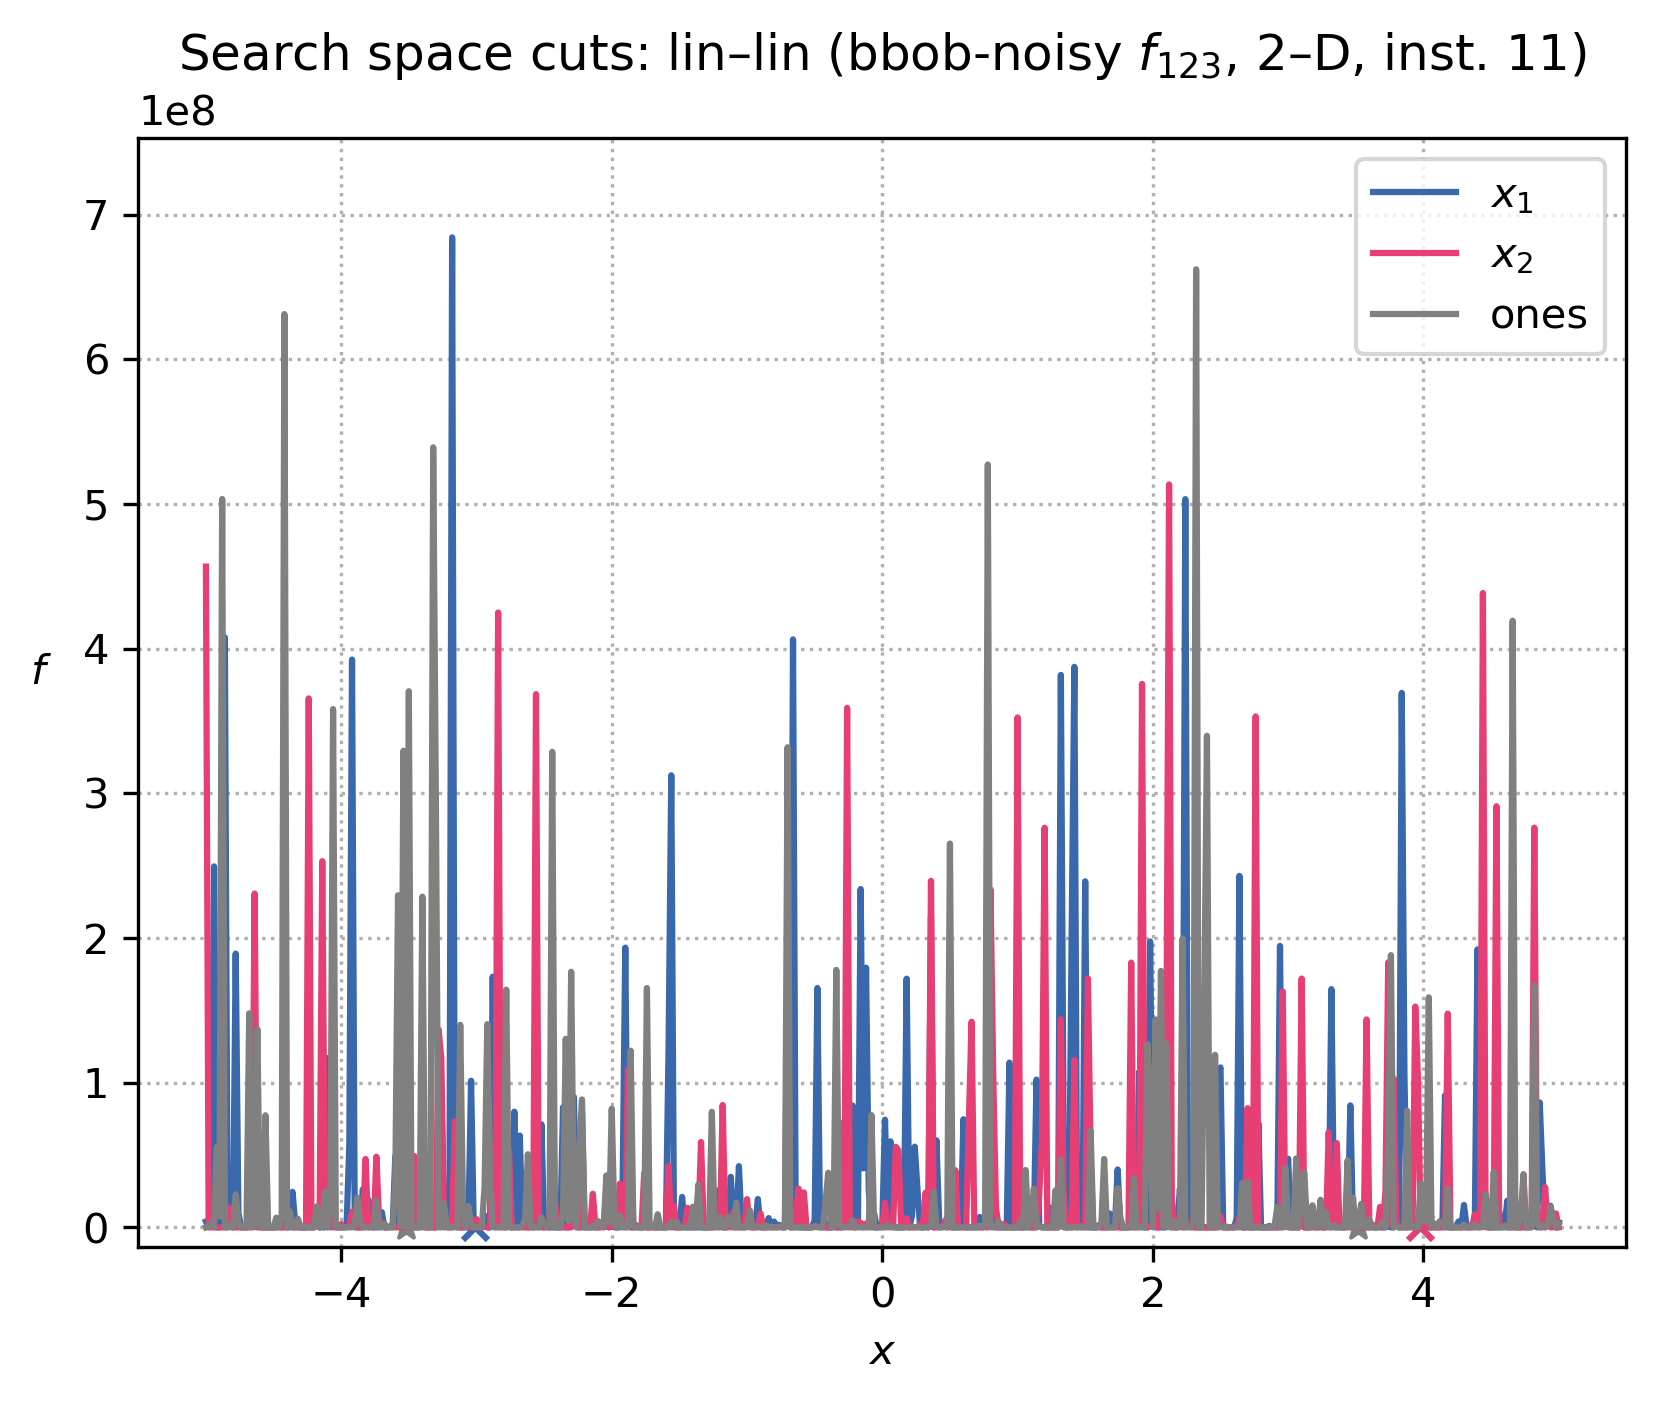 Search space cuts: lin–lin (bbob-noisy f₁₂₃, 2–D, inst. 11)
1e8
7
6
5
4
3
2
1
0
f
−4
−2
0
2
4
x
x₁
x₂
ones